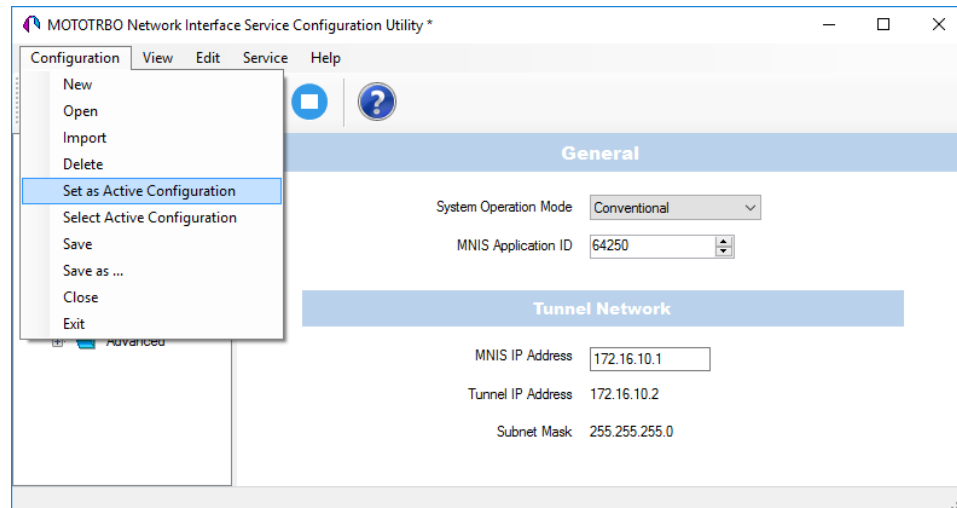 MOTOTRBO Network Interface Service Configuration Utility *
Configuration View Edit Service Help
New
Open
Import
Delete
Set as Active Configuration
Select Active Configuration
Save
Save as ...
Close
Exit
Advanced
?
General
System Operation Mode Conventional
MNIS Application ID 64250
Tunnel Network
MNIS IP Address 172.16.10.1
Tunnel IP Address 172.16.10.2
Subnet Mask 255.255.255.0